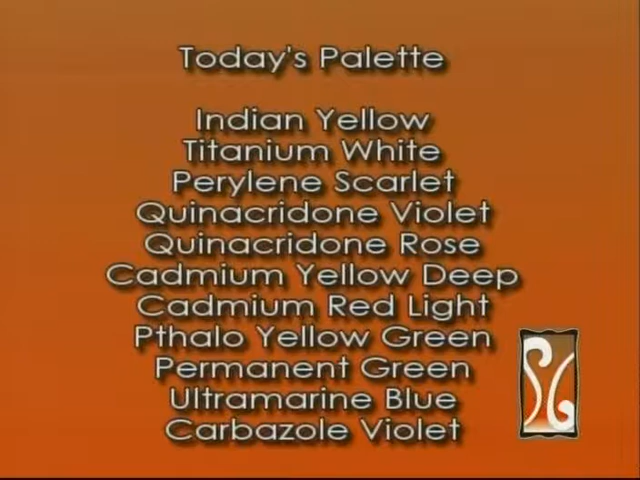 Today's Palette
Indian Yellow
Titanium White
Perylene Scarlet
Quinacridone Violet
Quinacridone Rose
Cadmium Yellow Deep
Cadmium Red Light
Pthalo Yellow Green
Permanent Green
Ultramarine Blue
Carbazole Violet
SG